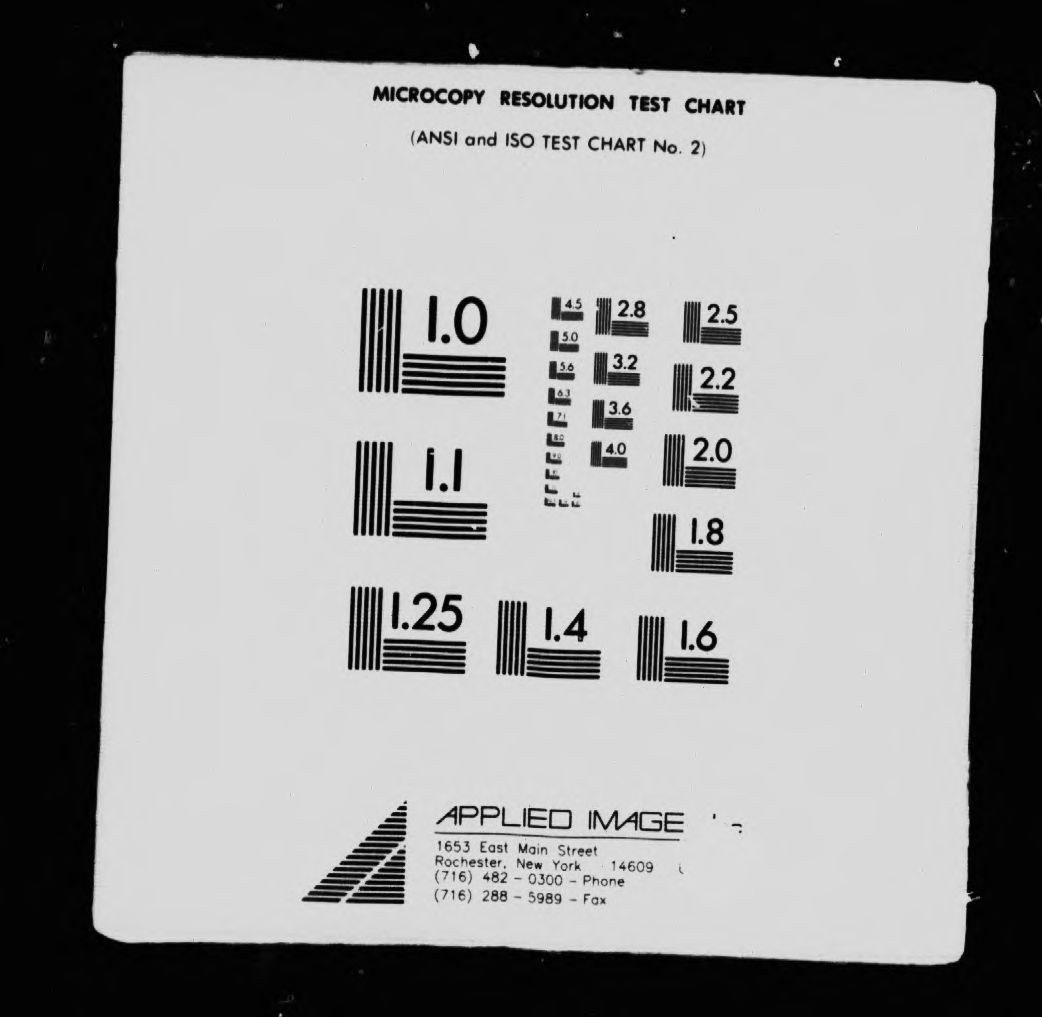 MICROCOPY RESOLUTION TEST CHART
(ANSI and ISO TEST CHART No. 2)
1.0
1.1
1.25
1.4
1.6
1.8
2.0
2.2
2.5
2.8
3.2
3.6
4.0
4.5
5.0
5.6
6.3
7.1
8.0
9.0
APPLIED IMAGE
1653 East Main Street
Rochester, New York 14609
(716) 482 - 0300 - Phone
(716) 288 - 5989 - Fax